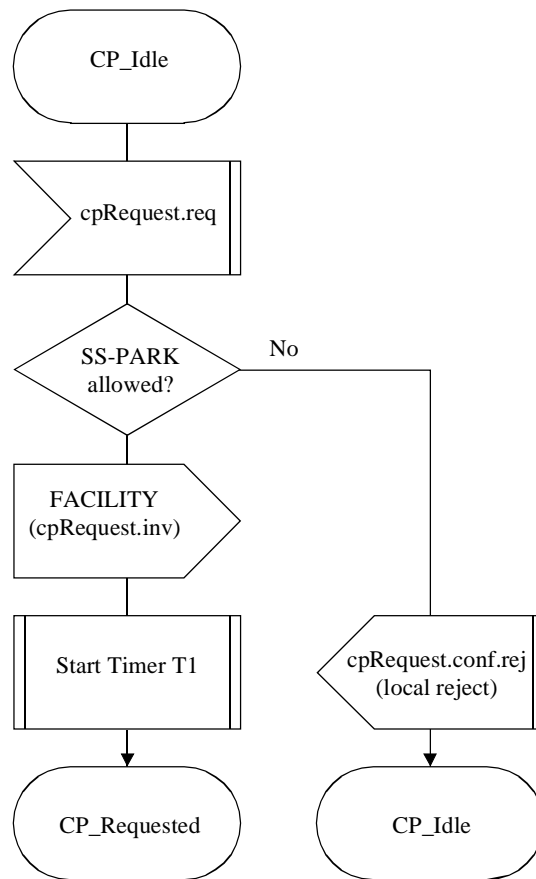 CP_Idle
cpRequest.req
SS-PARK
allowed?
No
FACILITY
(cpRequest.inv)
Start Timer T1
cpRequest.conf.rej
(local reject)
CP_Requested
CP_Idle